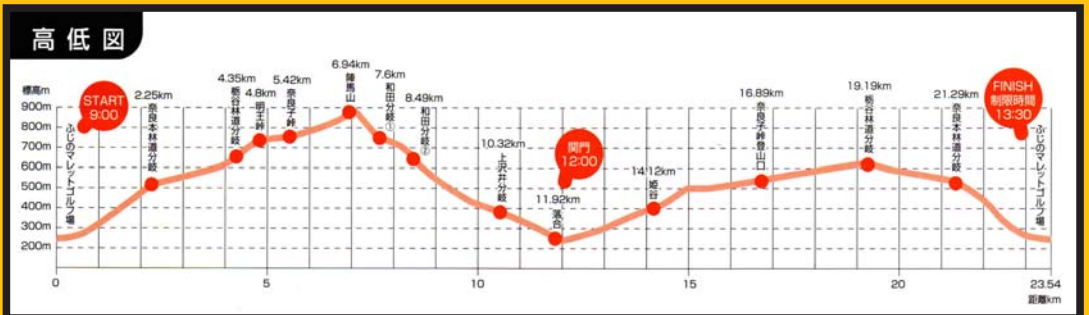 高低図
標高m
900m
800m
700m
600m
500m
400m
300m
200m
START
9:00
ふじのマレットゴルフ場
2.25km
奈良本林道分岐
4.35km
栃谷林道分岐
4.8km
明王峠
5.42km
奈良子峠
6.94km
陣馬山
7.6km
和田分岐①
8.49km
和田分岐②
10.32km
上沢井分岐
関門
12:00
11.92km
落合
14.12km
姫谷
16.89km
奈良子峠登山口
19.19km
栃谷林道分岐
21.29km
奈良本林道分岐
FINISH
制限時間
13:30
ふじのマレットゴルフ場
0
5
10
15
20
23.54
距離km